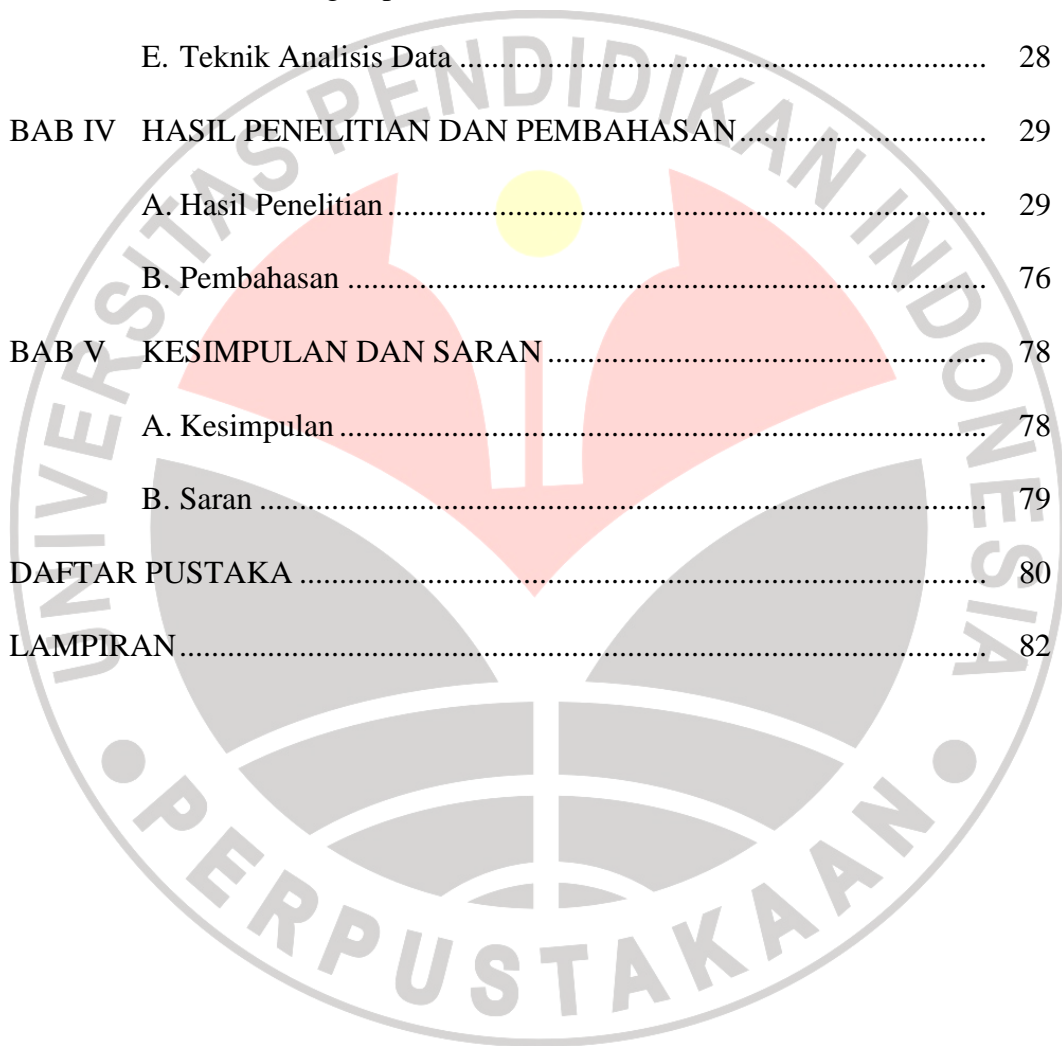 E. Teknik Analisis Data ................................................................................ 28
BAB IV HASIL PENELITIAN DAN PEMBAHASAN...................................... 29
A. Hasil Penelitian ............................................................................................ 29
B. Pembahasan .................................................................................................. 76
BAB V KESIMPULAN DAN SARAN ................................................................... 78
A. Kesimpulan ................................................................................................... 78
B. Saran ............................................................................................................... 79
DAFTAR PUSTAKA ..................................................................................................... 80
LAMPIRAN............................................................................................................................ 82
UNIVERSITAS PENDIDIKAN INDONESIA
PERPUSTAKAAN